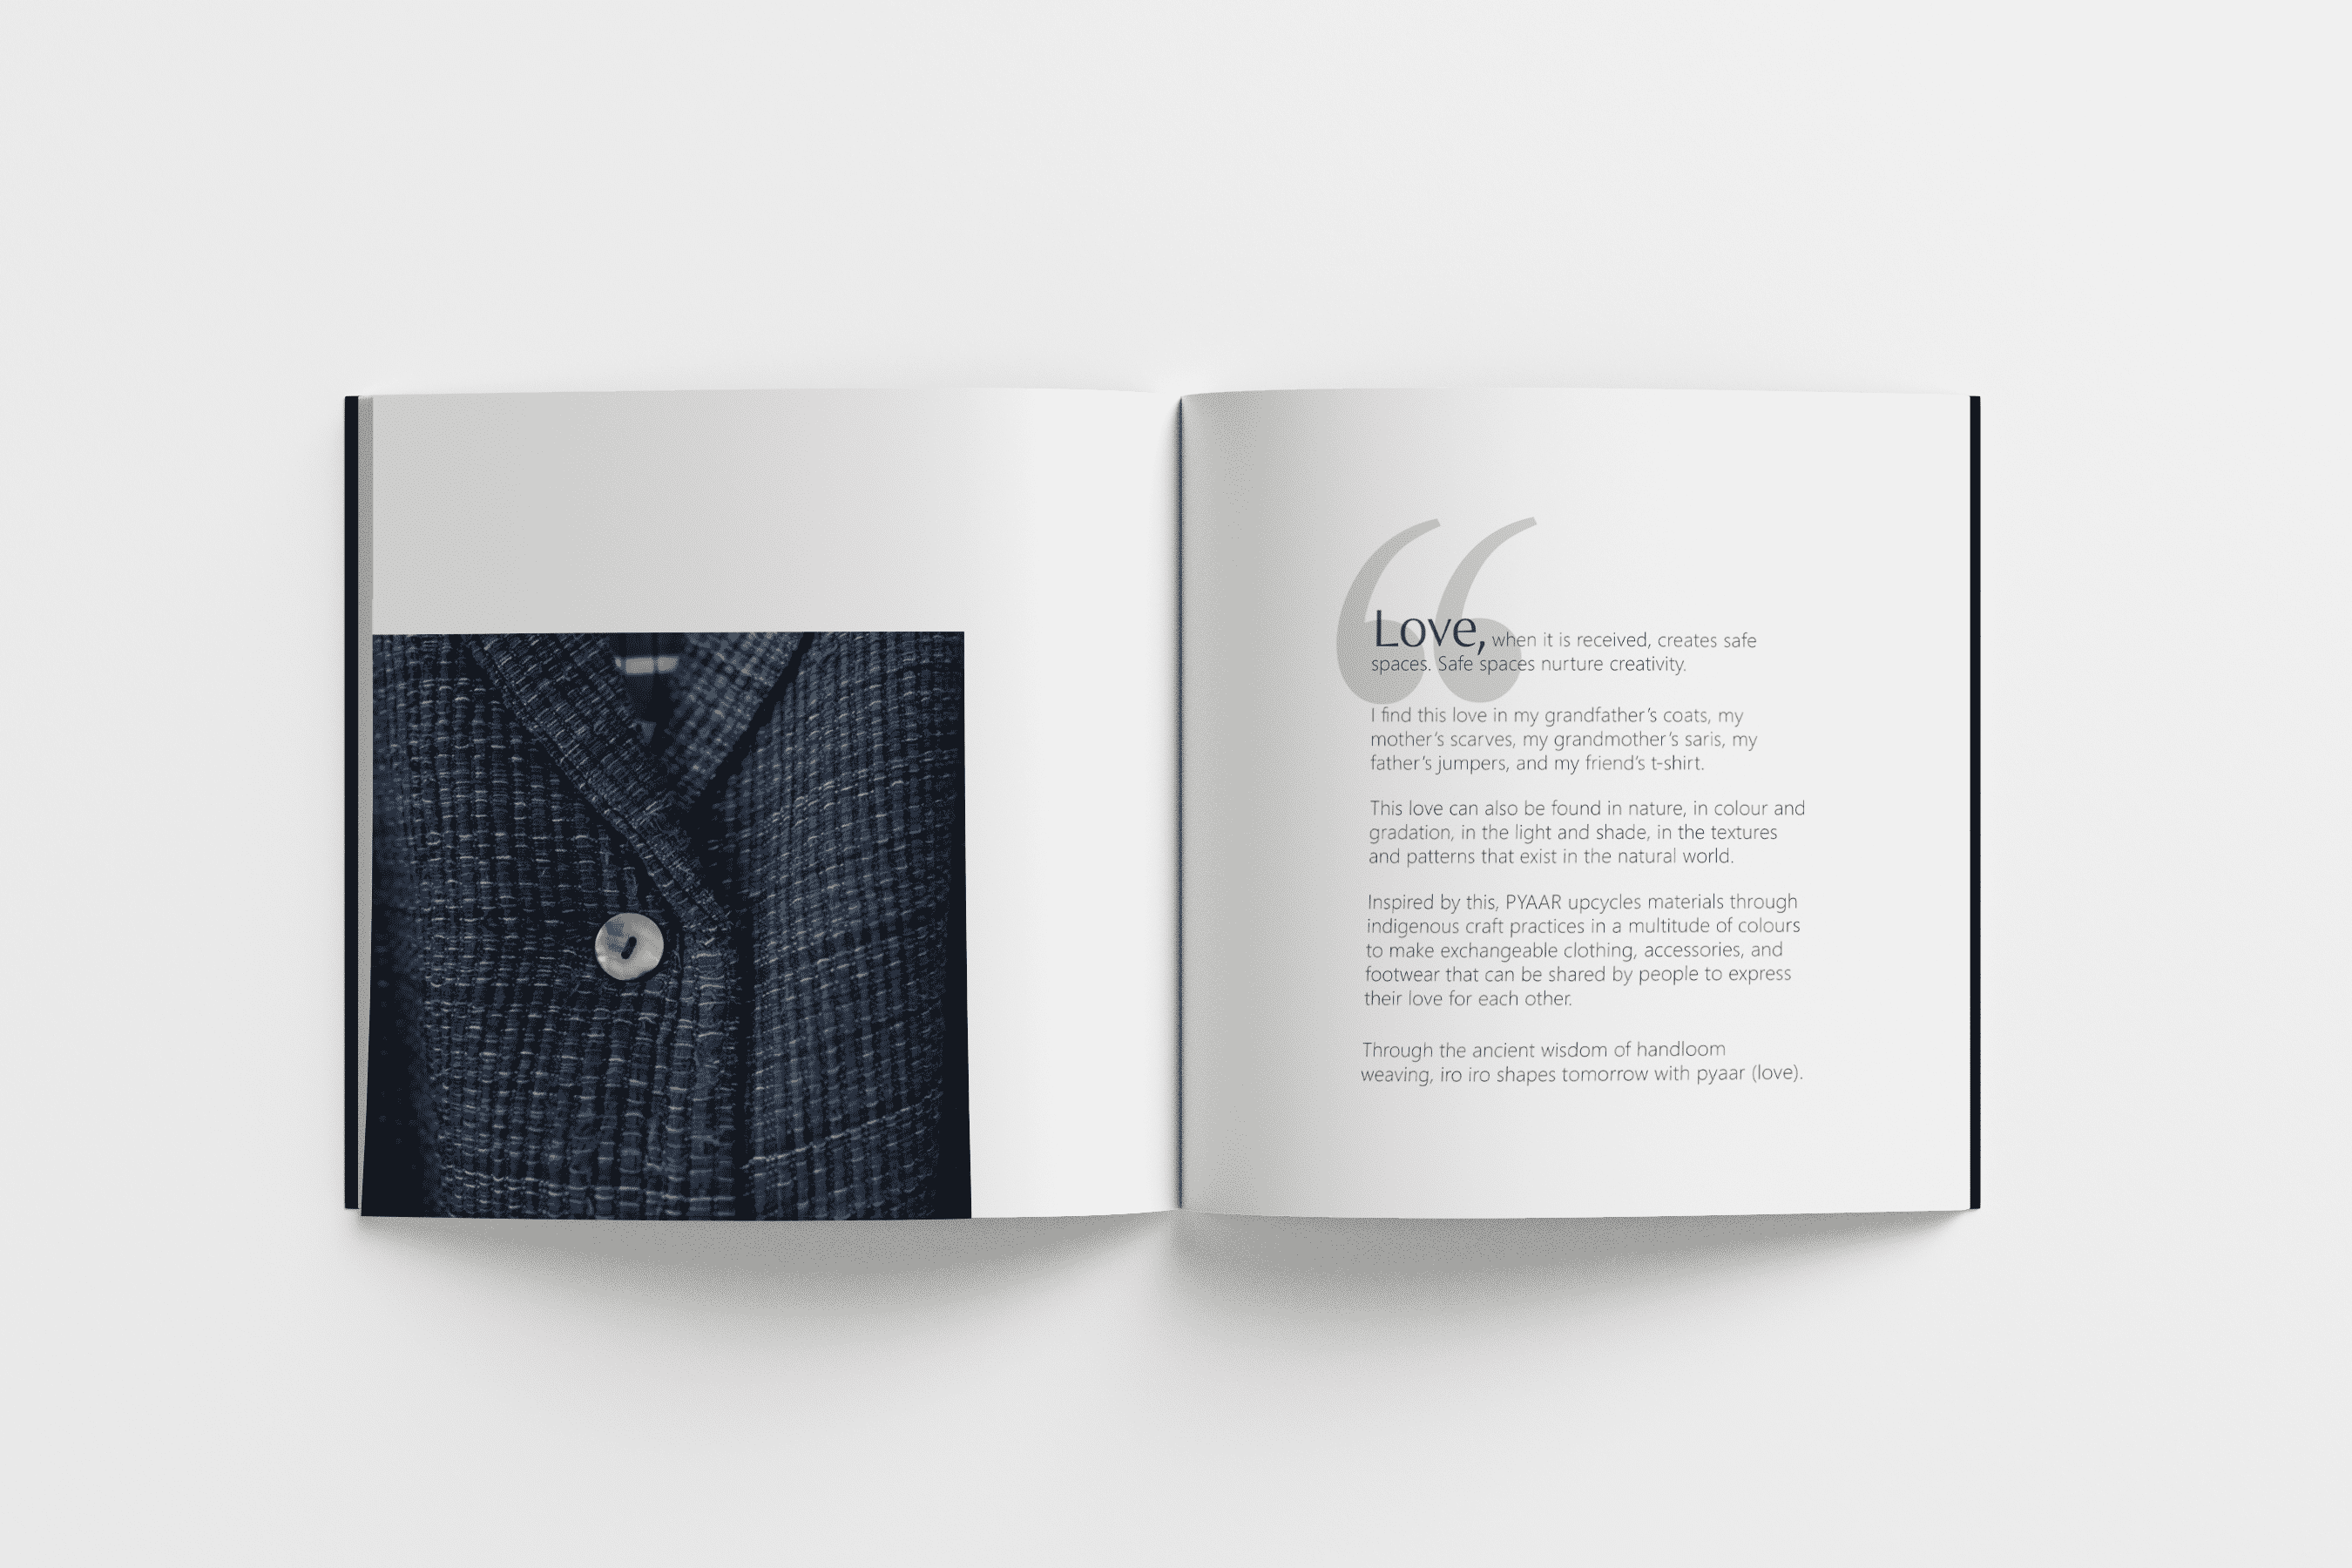 “
Love, when it is received, creates safe
spaces. Safe spaces nurture creativity.
I find this love in my grandfather’s coats, my
mother’s scarves, my grandmother’s saris, my
father’s jumpers, and my friend’s t-shirt.
This love can also be found in nature, in colour and
gradation, in the light and shade, in the textures
and patterns that exist in the natural world.
Inspired by this, PYAAR upcycles materials through
indigenous craft practices in a multitude of colours
to make exchangeable clothing, accessories, and
footwear that can be shared by people to express
their love for each other.
Through the ancient wisdom of handloom
weaving, iro iro shapes tomorrow with pyaar (love).